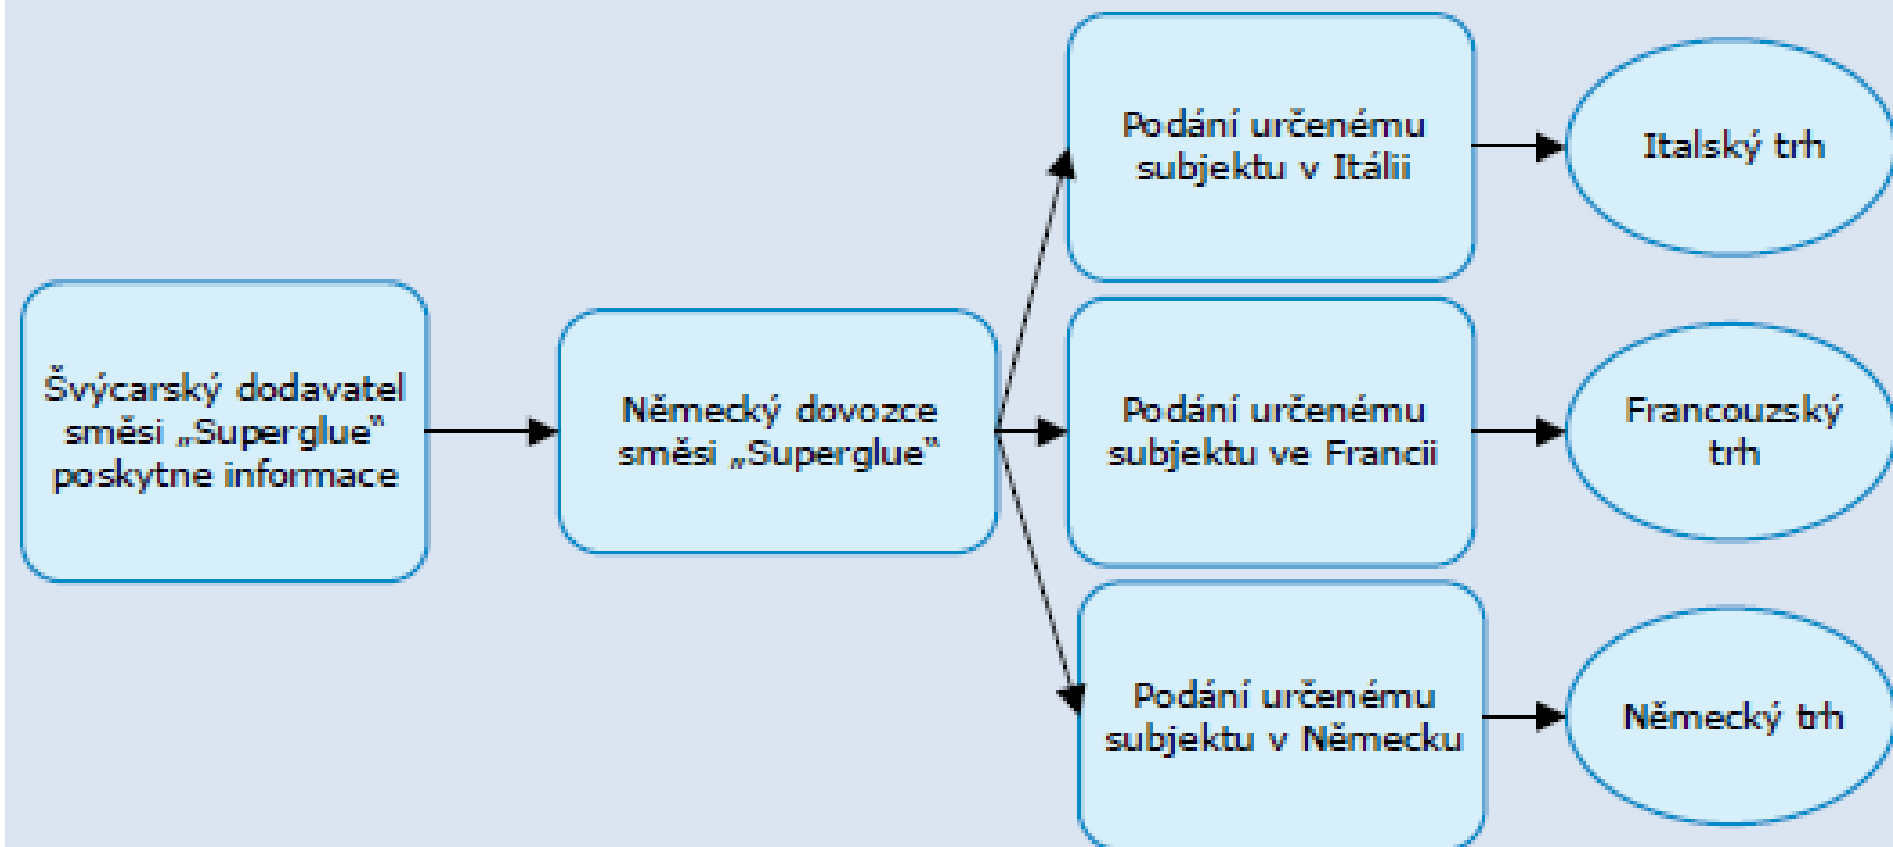 Švýcarský dodavatel
směsi „Superglue“
poskytne informace
Německý dovozce
směsi „Superglue“
Podání určenému
subjektu v Itálii
Italský trh
Podání určenému
subjektu ve Francii
Francouzský
trh
Podání určenému
subjektu v Německu
Německý trh